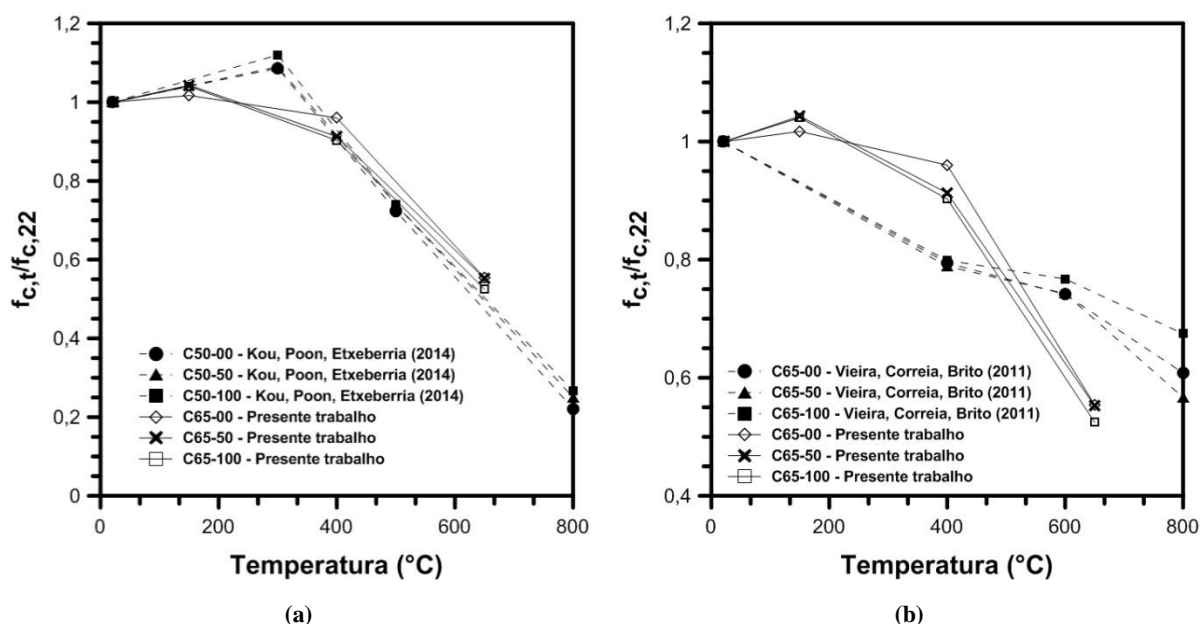 1,2
1
0,8
0,6
0,4
0,2
0
f_c,t/f_c,22
C50-00 - Kou, Poon, Etxeberria (2014)
C50-50 - Kou, Poon, Etxeberria (2014)
C50-100 - Kou, Poon, Etxeberria (2014)
C65-00 - Presente trabalho
C65-50 - Presente trabalho
C65-100 - Presente trabalho
0 200 400 600 800
Temperatura (°C)
(a)
1,2
1
0,8
0,6
0,4
f_c,t/f_c,22
C65-00 - Vieira, Correia, Brito (2011)
C65-50 - Vieira, Correia, Brito (2011)
C65-100 - Vieira, Correia, Brito (2011)
C65-00 - Presente trabalho
C65-50 - Presente trabalho
C65-100 - Presente trabalho
0 200 400 600 800
Temperatura (°C)
(b)